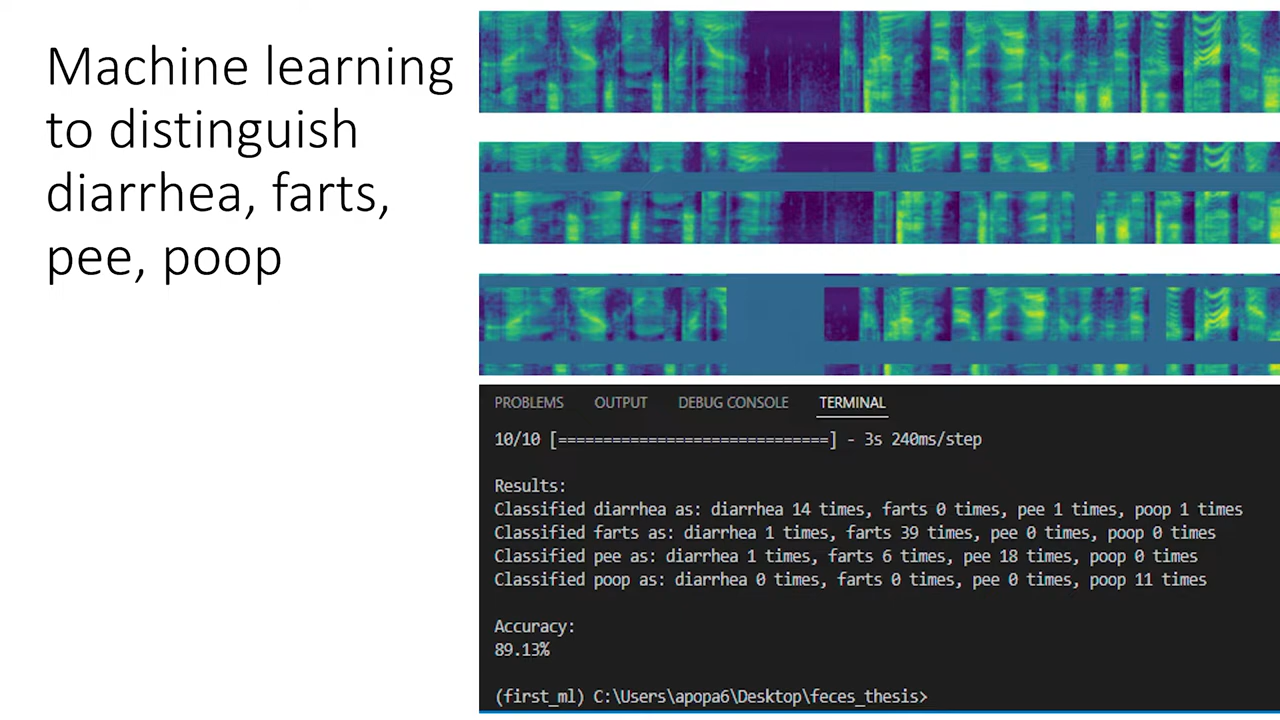 Machine learning
to distinguish
diarrhea, farts,
pee, poop
PROBLEMS OUTPUT DEBUG CONSOLE TERMINAL
10/10 [==============================] - 3s 240ms/step
Results:
Classified diarrhea as: diarrhea 14 times, farts 0 times, pee 1 times, poop 1 times
Classified farts as: diarrhea 1 times, farts 39 times, pee 0 times, poop 0 times
Classified pee as: diarrhea 1 times, farts 6 times, pee 18 times, poop 0 times
Classified poop as: diarrhea 0 times, farts 0 times, pee 0 times, poop 11 times
Accuracy:
89.13%
(first_ml) C:\Users\apopa6\Desktop\feces_thesis>